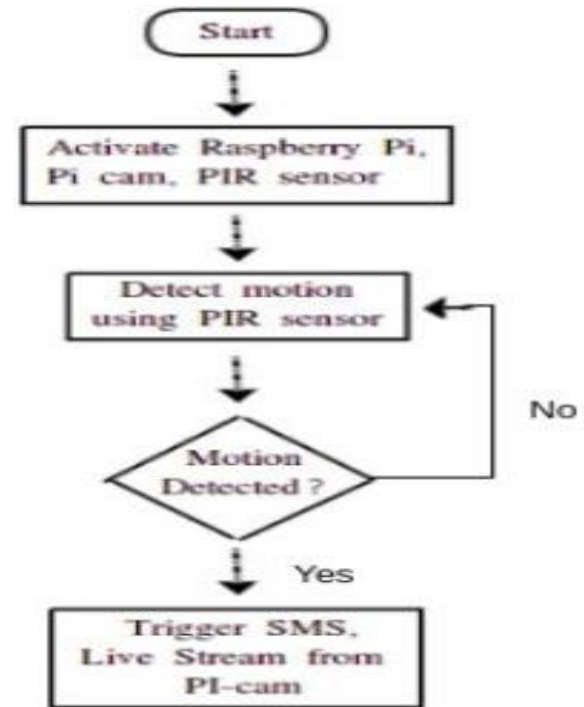 Start
Activate Raspberry Pi,
Pi cam, PIR sensor
Detect motion
using PIR sensor
No
Motion
Detected ?
Yes
Trigger SMS,
Live Stream from
PI-cam